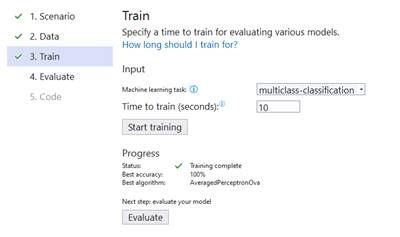 1. Scenario
2. Data
3. Train
4. Evaluate
5. Code
Train
Specify a time to train for evaluating various models.
How long should I train for?
Input
Machine learning task:
multiclass-classification
Time to train (seconds):
10
Start training
Progress
Status: Training complete
Best accuracy: 100%
Best algorithm: AveragedPerceptronOva
Next step: evaluate your model
Evaluate